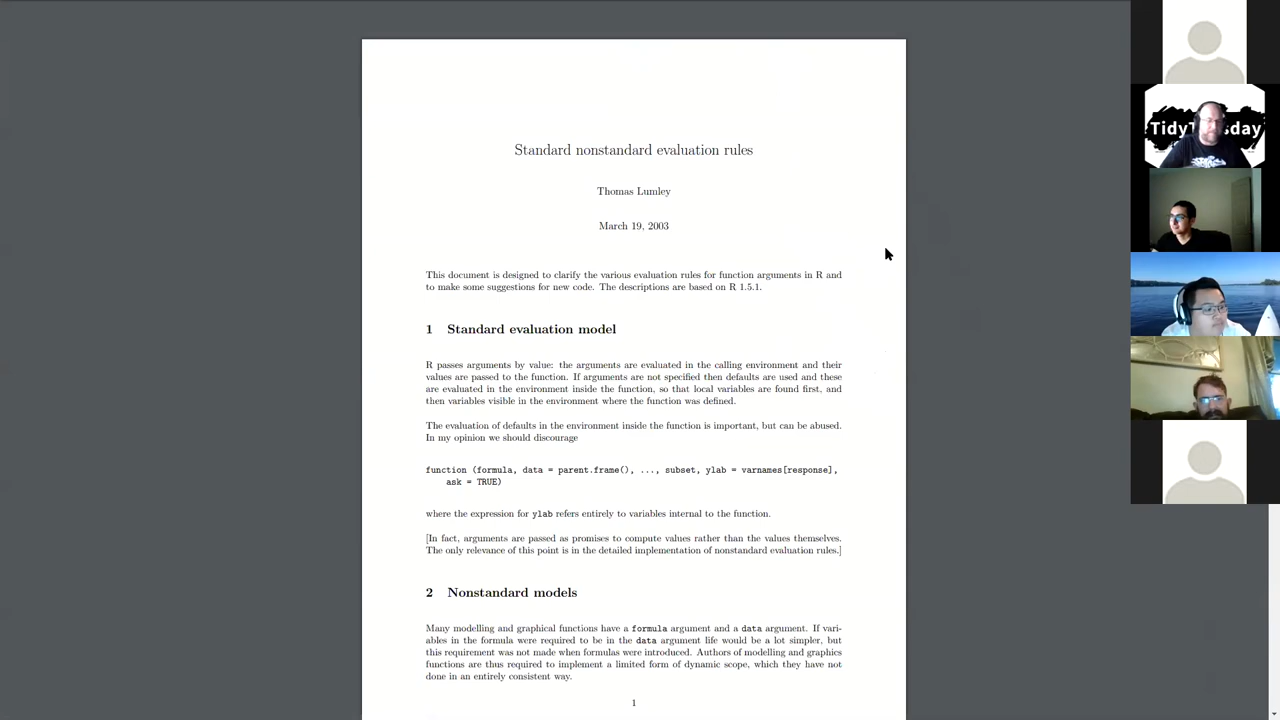 Standard nonstandard evaluation rules
Thomas Lumley
March 19, 2003
This document is designed to clarify the various evaluation rules for function arguments in R and
to make some suggestions for new code. The descriptions are based on R 1.5.1.
1 Standard evaluation model
R passes arguments by value: the arguments are evaluated in the calling environment and their
values are passed to the function. If arguments are not specified then defaults are used and these
are evaluated in the environment inside the function, so that local variables are found first, and
then variables visible in the environment where the function was defined.
The evaluation of defaults in the environment inside the function is important, but can be abused.
In my opinion we should discourage
function (formula, data = parent.frame(), ..., subset, ylab = varnames[response],
ask = TRUE)
where the expression for ylab refers entirely to variables internal to the function.
[In fact, arguments are passed as promises to compute values rather than the values themselves.
The only relevance of this point is in the detailed implementation of nonstandard evaluation rules.]
2 Nonstandard models
Many modelling and graphical functions have a formula argument and a data argument. If vari-
ables in the formula were required to be in the data argument life would be a lot simpler, but
this requirement was not made when formulas were introduced. Authors of modelling and graphics
functions are thus required to implement a limited form of dynamic scope, which they have not
done in an entirely consistent way.
1